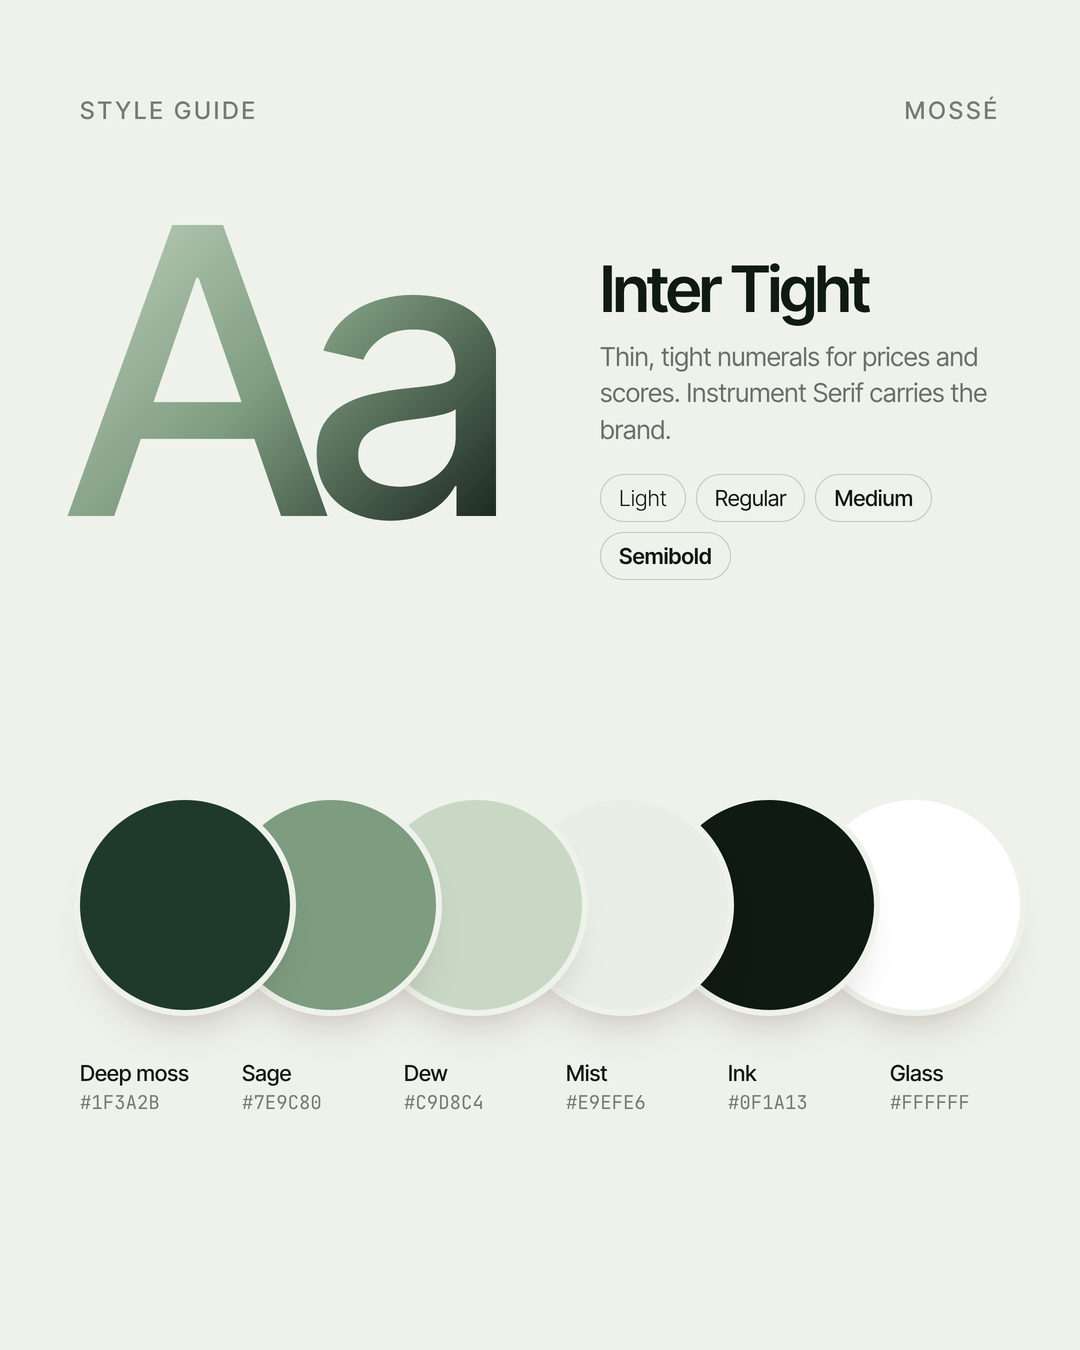 STYLE GUIDE
MOSSÉ
Aa
Inter Tight
Thin, tight numerals for prices and
scores. Instrument Serif carries the
brand.
Light
Regular
Medium
Semibold
Deep moss
#1F3A2B
Sage
#7E9C80
Dew
#C9D8C4
Mist
#E9EFE6
Ink
#0F1A13
Glass
#FFFFFF